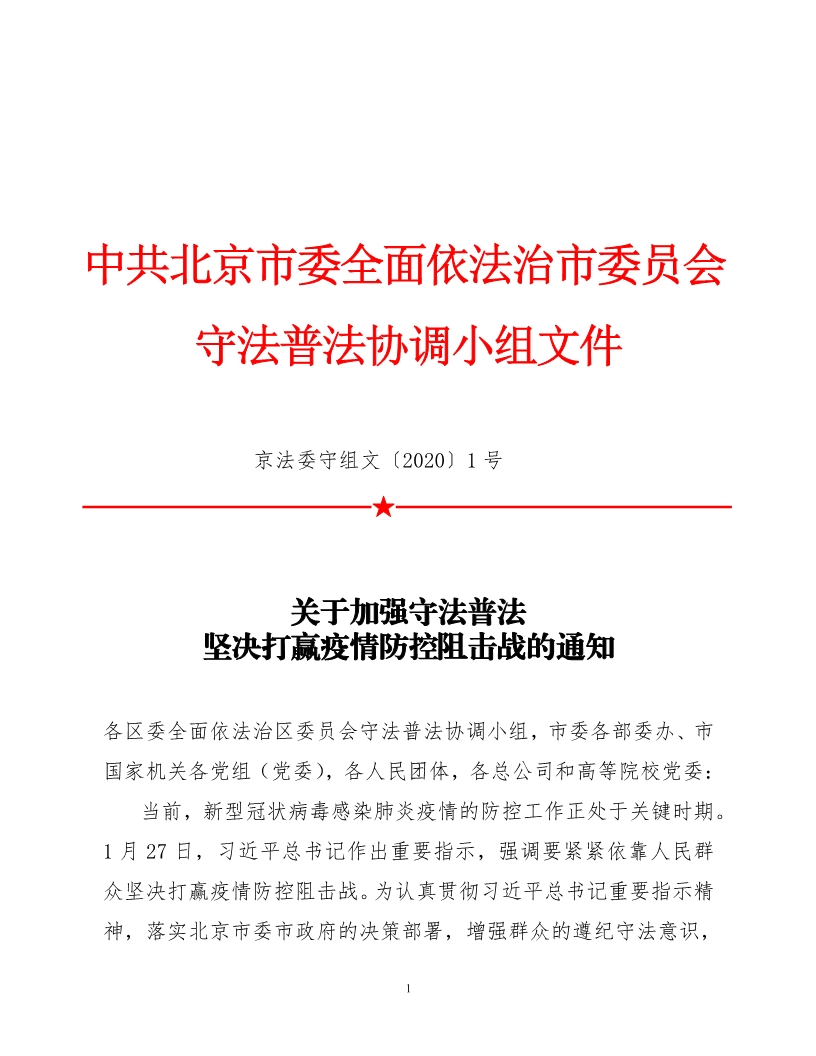 中共北京市委全面依法治市委员会
守法普法协调小组文件
京法委守组文〔2020〕1 号
关于加强守法普法
坚决打赢疫情防控阻击战的通知
各区委全面依法治区委员会守法普法协调小组，市委各部委办、市
国家机关各党组（党委），各人民团体，各总公司和高等院校党委：
当前，新型冠状病毒感染肺炎疫情的防控工作正处于关键时期。
1 月 27 日，习近平总书记作出重要指示，强调要紧紧依靠人民群
众坚决打赢疫情防控阻击战。为认真贯彻习近平总书记重要指示精
神，落实北京市委市政府的决策部署，增强群众的遵纪守法意识，
1